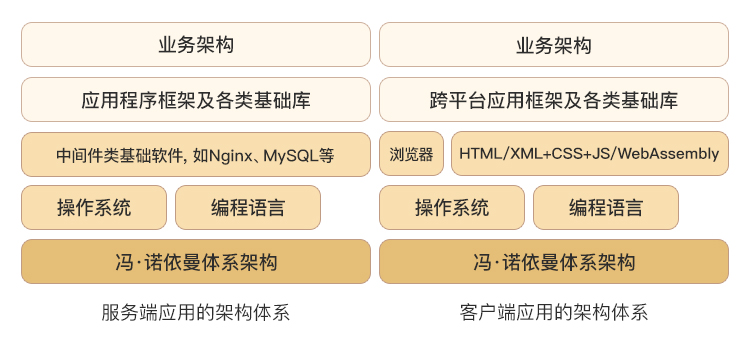 业务架构
应用程序框架及各类基础库
中间件类基础软件, 如Nginx、MySQL等
操作系统
编程语言
冯·诺依曼体系架构
服务端应用的架构体系
业务架构
跨平台应用框架及各类基础库
浏览器
HTML/XML+CSS+JS/WebAssembly
操作系统
编程语言
冯·诺依曼体系架构
客户端应用的架构体系